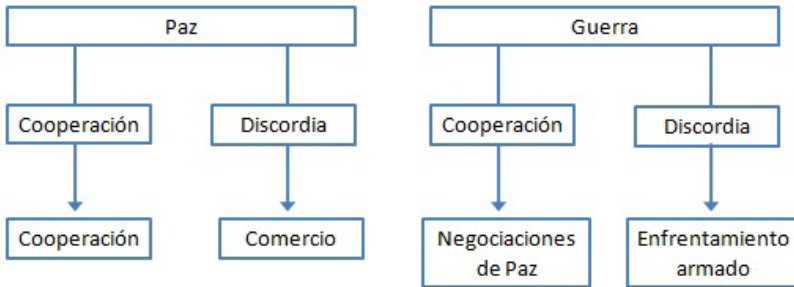 Paz
Guerra
Cooperación
Discordia
Cooperación
Discordia
Cooperación
Comercio
Negociaciones
de Paz
Enfrentamiento
armado